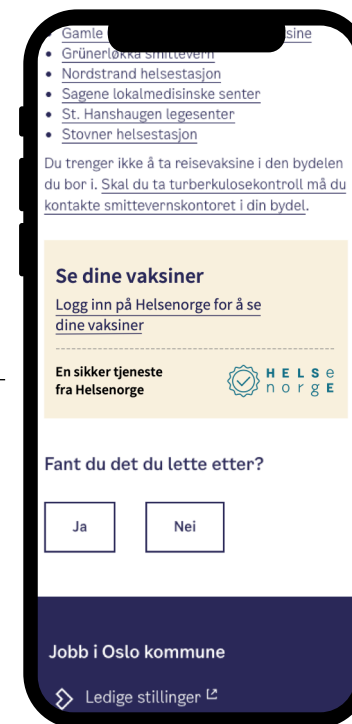 Gamle sine
Grünerløkka smittevern
Nordstrand helsestasjon
Sagene lokalmedisinske senter
St. Hanshaugen legesenter
Stovner helsestasjon
Du trenger ikke å ta reisevaksine i den bydelen
du bor i. Skal du ta turberkulosekontroll må du
kontakte smittevernskontoret i din bydel.
Se dine vaksiner
Logg inn på Helsenorge for å se
dine vaksiner
En sikker tjeneste
fra Helsenorge
HELSe
norgE
Fant du det du lette etter?
Ja Nei
Jobb i Oslo kommune
Ledige stillinger